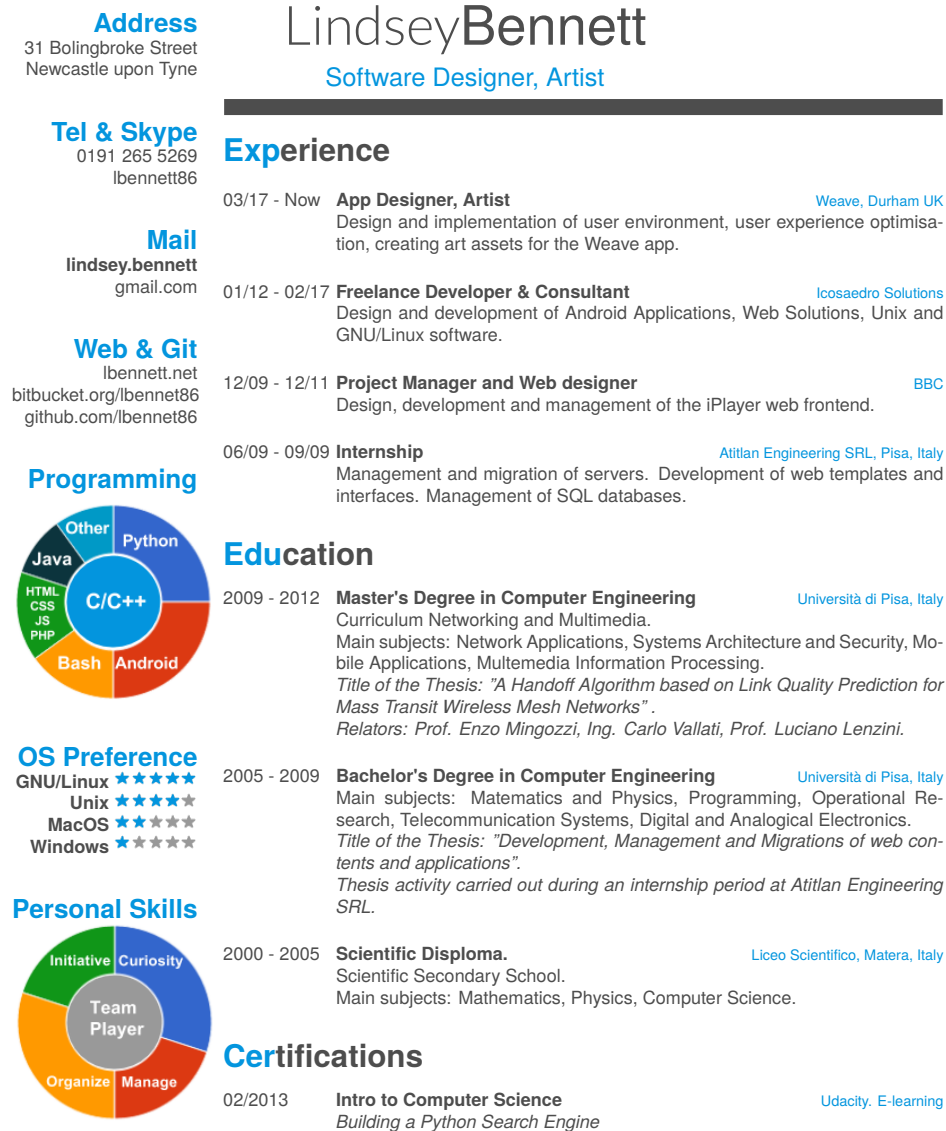 Address
31 Bolingbroke Street
Newcastle upon Tyne
Tel & Skype
0191 265 5269
lbennett86
Mail
lindsey.bennett
gmail.com
Web & Git
lbennett.net
bitbucket.org/lbennet86
github.com/lbennet86
Programming
Other
Python
Java
HTML
CSS
JS
PHP
C/C++
Bash
Android
OS Preference
GNU/Linux ★★★★★
Unix ★★★★★
MacOS ★★★★★
Windows ★★★★★
Personal Skills
Initiative
Curiosity
Team
Player
Organize
Manage
LindseyBennett
Software Designer, Artist
Experience
03/17 - Now App Designer, Artist Weave, Durham UK
Design and implementation of user environment, user experience optimisa-
tion, creating art assets for the Weave app.
01/12 - 02/17 Freelance Developer & Consultant Icosaedro Solutions
Design and development of Android Applications, Web Solutions, Unix and
GNU/Linux software.
12/09 - 12/11 Project Manager and Web designer BBC
Design, development and management of the iPlayer web frontend.
06/09 - 09/09 Internship Atitlan Engineering SRL, Pisa, Italy
Management and migration of servers. Development of web templates and
interfaces. Management of SQL databases.
Education
2009 - 2012 Master's Degree in Computer Engineering Università di Pisa, Italy
Curriculum Networking and Multimedia.
Main subjects: Network Applications, Systems Architecture and Security, Mo-
bile Applications, Multemedia Information Processing.
Title of the Thesis: ”A Handoff Algorithm based on Link Quality Prediction for
Mass Transit Wireless Mesh Networks” .
Relators: Prof. Enzo Mingozzi, Ing. Carlo Vallati, Prof. Luciano Lenzini.
2005 - 2009 Bachelor's Degree in Computer Engineering Università di Pisa, Italy
Main subjects: Matematics and Physics, Programming, Operational Re-
search, Telecommunication Systems, Digital and Analogical Electronics.
Title of the Thesis: ”Development, Management and Migrations of web con-
tents and applications”.
Thesis activity carried out during an internship period at Atitlan Engineering
SRL.
2000 - 2005 Scientific Disploma. Liceo Scientifico, Matera, Italy
Scientific Secondary School.
Main subjects: Mathematics, Physics, Computer Science.
Certifications
02/2013 Intro to Computer Science Udacity. E-learning
Building a Python Search Engine